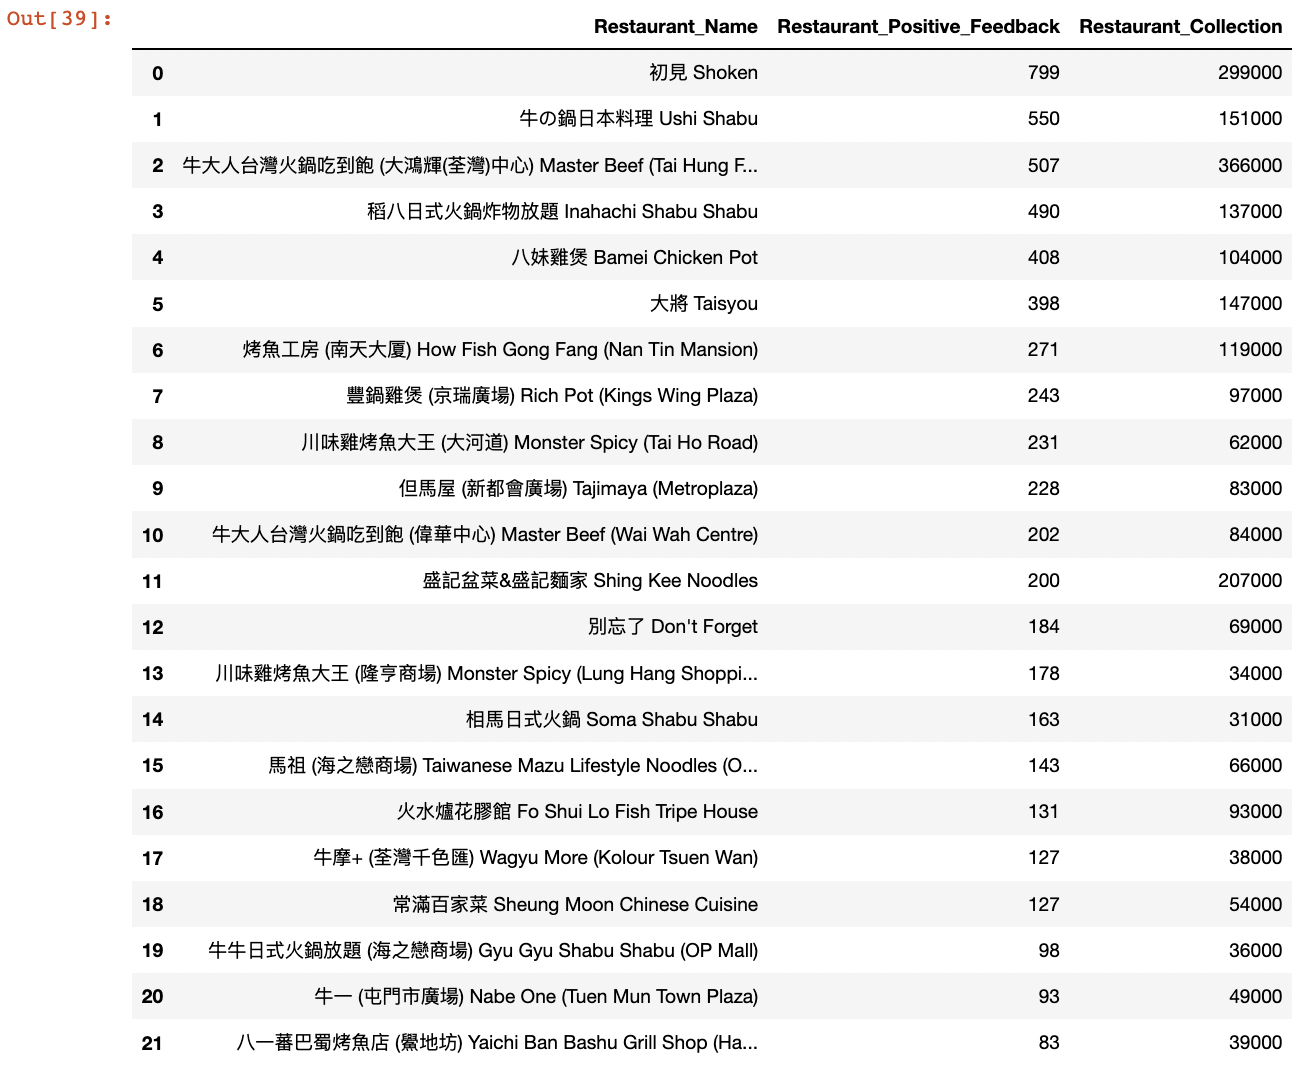 Out[39]:
Restaurant_Name Restaurant_Positive_Feedback Restaurant_Collection
0 初見 Shoken 799 299000
1 牛の鍋日本料理 Ushi Shabu 550 151000
2 牛大人台灣火鍋吃到飽 (大鴻輝(荃灣)中心) Master Beef (Tai Hung F... 507 366000
3 稻八日式火鍋炸物放題 Inahachi Shabu Shabu 490 137000
4 八妹雞煲 Bamei Chicken Pot 408 104000
5 大將 Taisyou 398 147000
6 烤魚工房 (南天大厦) How Fish Gong Fang (Nan Tin Mansion) 271 119000
7 豐鍋雞煲 (京瑞廣場) Rich Pot (Kings Wing Plaza) 243 97000
8 川味雞烤魚大王 (大河道) Monster Spicy (Tai Ho Road) 231 62000
9 但馬屋 (新都會廣場) Tajimaya (Metroplaza) 228 83000
10 牛大人台灣火鍋吃到飽 (偉華中心) Master Beef (Wai Wah Centre) 202 84000
11 盛記盆菜&盛記麵家 Shing Kee Noodles 200 207000
12 別忘了 Don't Forget 184 69000
13 川味雞烤魚大王 (隆亨商場) Monster Spicy (Lung Hang Shoppi... 178 34000
14 相馬日式火鍋 Soma Shabu Shabu 163 31000
15 馬祖 (海之戀商場) Taiwanese Mazu Lifestyle Noodles (O... 143 66000
16 火水爐花膠館 Fo Shui Lo Fish Tripe House 131 93000
17 牛摩+ (荃灣千色匯) Wagyu More (Kolour Tsuen Wan) 127 38000
18 常滿百家菜 Sheung Moon Chinese Cuisine 127 54000
19 牛牛日式火鍋放題 (海之戀商場) Gyu Gyu Shabu Shabu (OP Mall) 98 36000
20 牛一 (屯門市廣場) Nabe One (Tuen Mun Town Plaza) 93 49000
21 八一蕃巴蜀烤魚店 (鱟地坊) Yaichi Ban Bashu Grill Shop (Ha... 83 39000